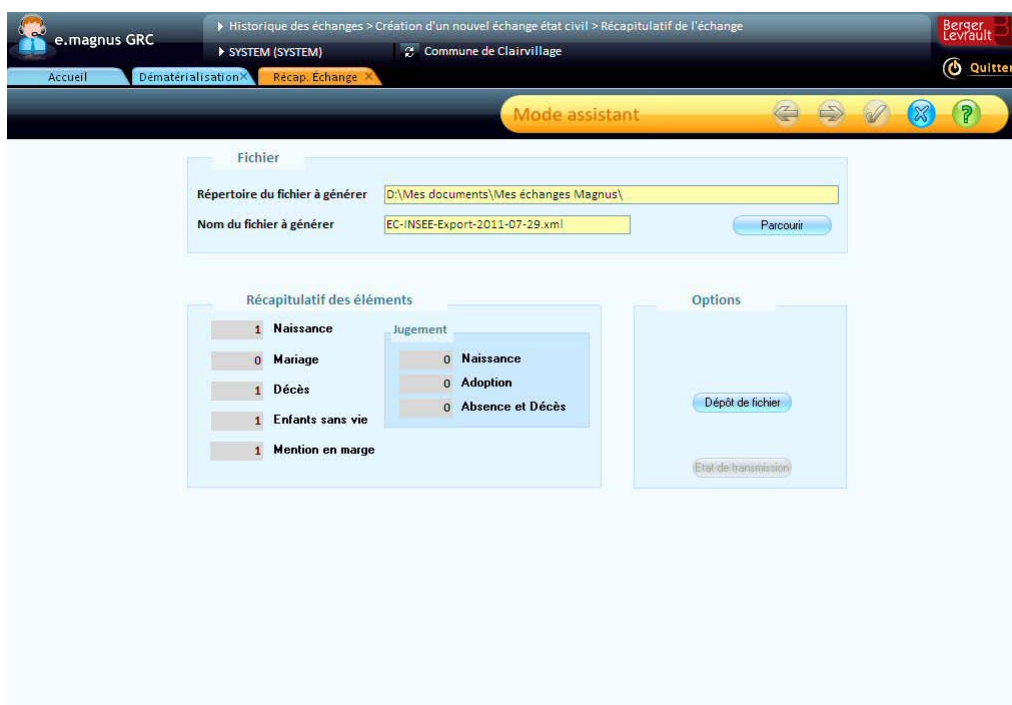 e.magnus GRC
Historique des échanges > Création d'un nouvel échange état civil > Récapitulatif de l'échange
Berger Levrault
SYSTEM (SYSTEM)
Commune de Clairvillage
Quitter
Accueil
Dématérialisation
Récap. Échange
Mode assistant
Fichier
Répertoire du fichier à générer D:\Mes documents\Mes échanges Magnus\
Nom du fichier à générer EC-INSEE-Export-2011-07-29.xml Parcourir
Récapitulatif des éléments
1 Naissance
0 Mariage
1 Décès
1 Enfants sans vie
1 Mention en marge
Jugement
0 Naissance
0 Adoption
0 Absence et Décès
Options
Dépôt de fichier
Etat de transmission